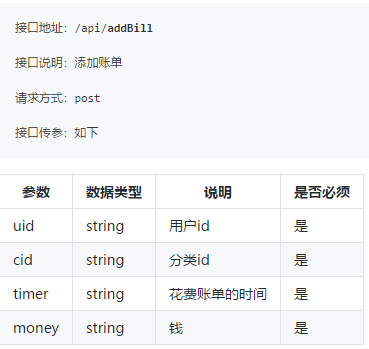 接口地址：/api/addBill
接口说明：添加账单
请求方式：post
接口传参：如下
参数 数据类型 说明 是否必须
uid string 用户id 是
cid string 分类id 是
timer string 花费账单的时间 是
money string 钱 是